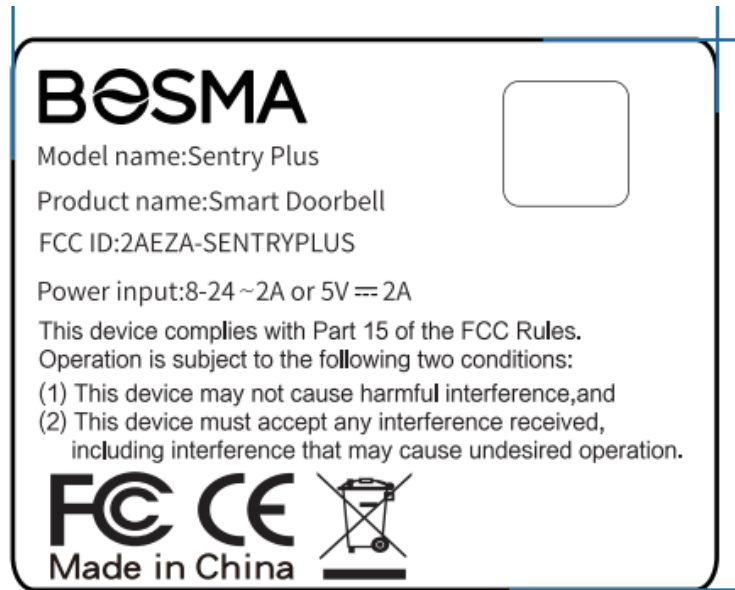 BOSMA
Model name:Sentry Plus
Product name:Smart Doorbell
FCC ID:2AEZA-SENTRYPLUS
Power input:8-24~2A or 5V⎓2A
This device complies with Part 15 of the FCC Rules.
Operation is subject to the following two conditions:
(1) This device may not cause harmful interference,and
(2) This device must accept any interference received,
including interference that may cause undesired operation.
FC CE
Made in China